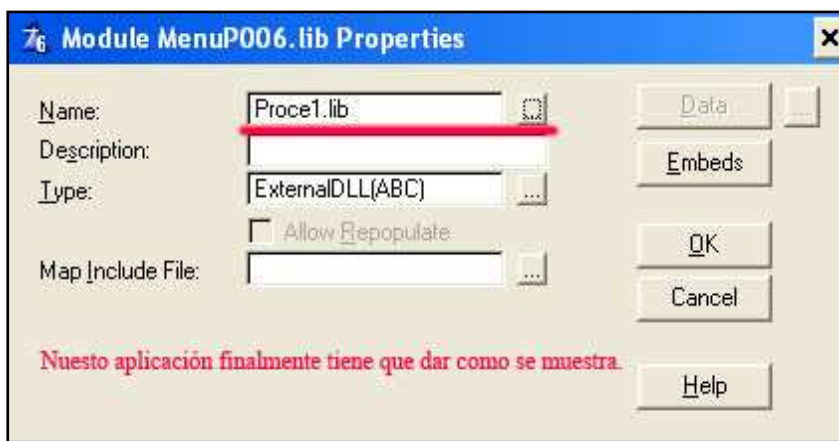 Module MenuP006.lib Properties
Name: Proce1.lib ... Data ...
Description: Embeds
Type: ExternalDLL(ABC) ...
Allow Repopulate OK
Map Include File: ... Cancel
Nuesto aplicación finalmente tiene que dar como se muestra.
Help